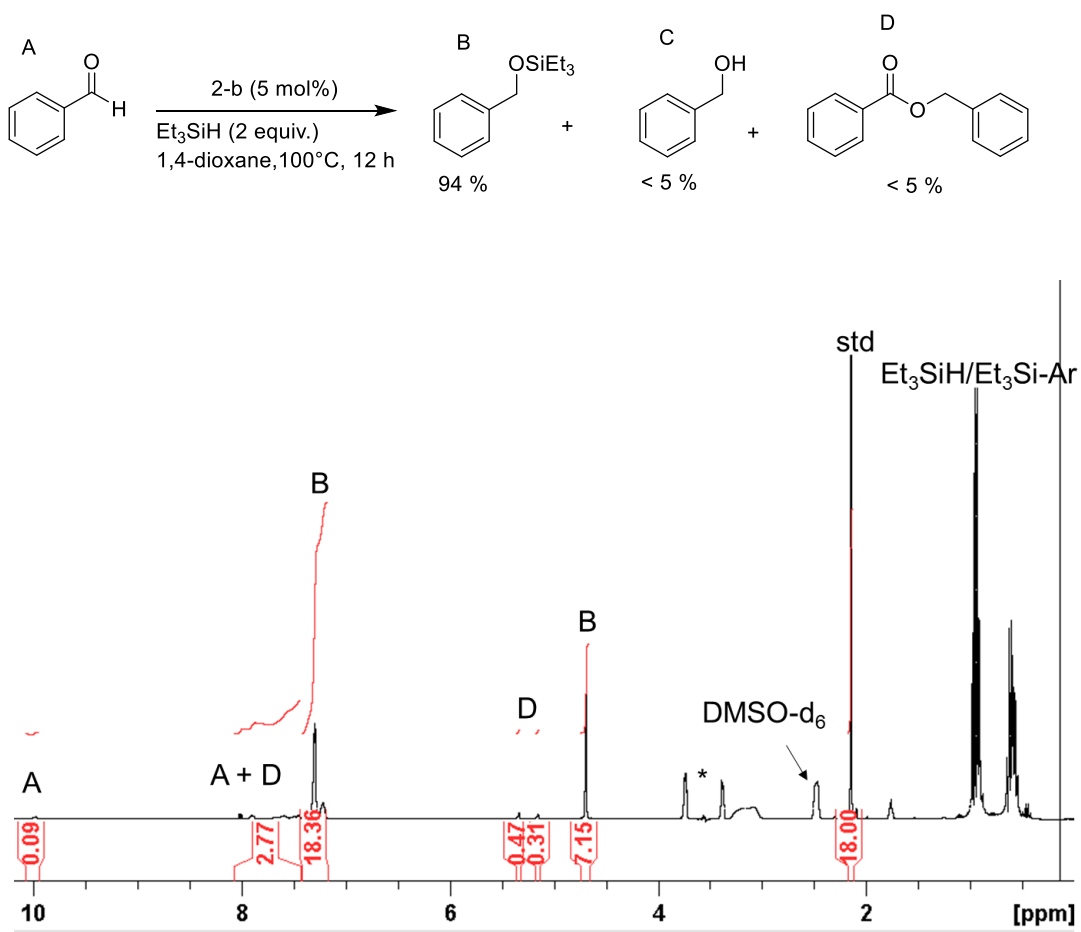 A
O
H
2-b (5 mol%)
Et₃SiH (2 equiv.)
1,4-dioxane,100°C, 12 h
B
OSiEt₃
94 %
+
C
OH
< 5 %
+
D
O
O
< 5 %
std
Et₃SiH/Et₃Si-Ar
B
B
D
DMSO-d₆
A
A + D
*
0.09
2.77
18.36
0.47
0.31
7.15
18.00
10 8 6 4 2 [ppm]